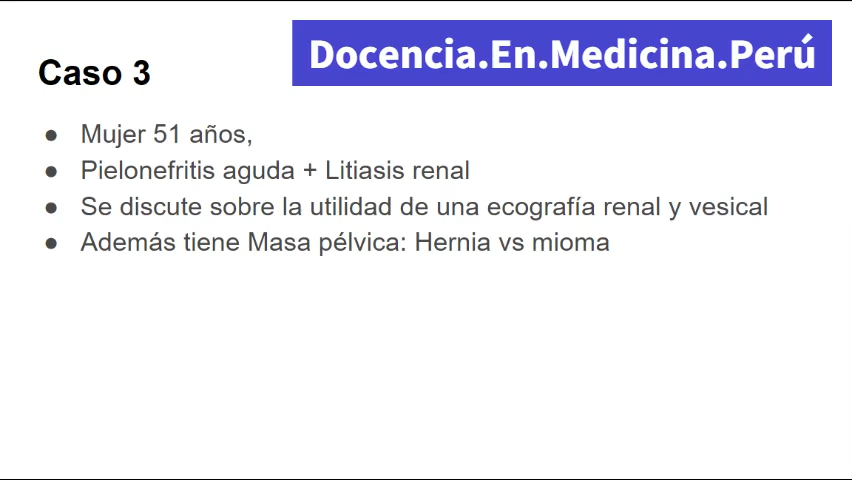 Docencia.En.Medicina.Perú
Caso 3
● Mujer 51 años,
● Pielonefritis aguda + Litiasis renal
● Se discute sobre la utilidad de una ecografía renal y vesical
● Además tiene Masa pélvica: Hernia vs mioma